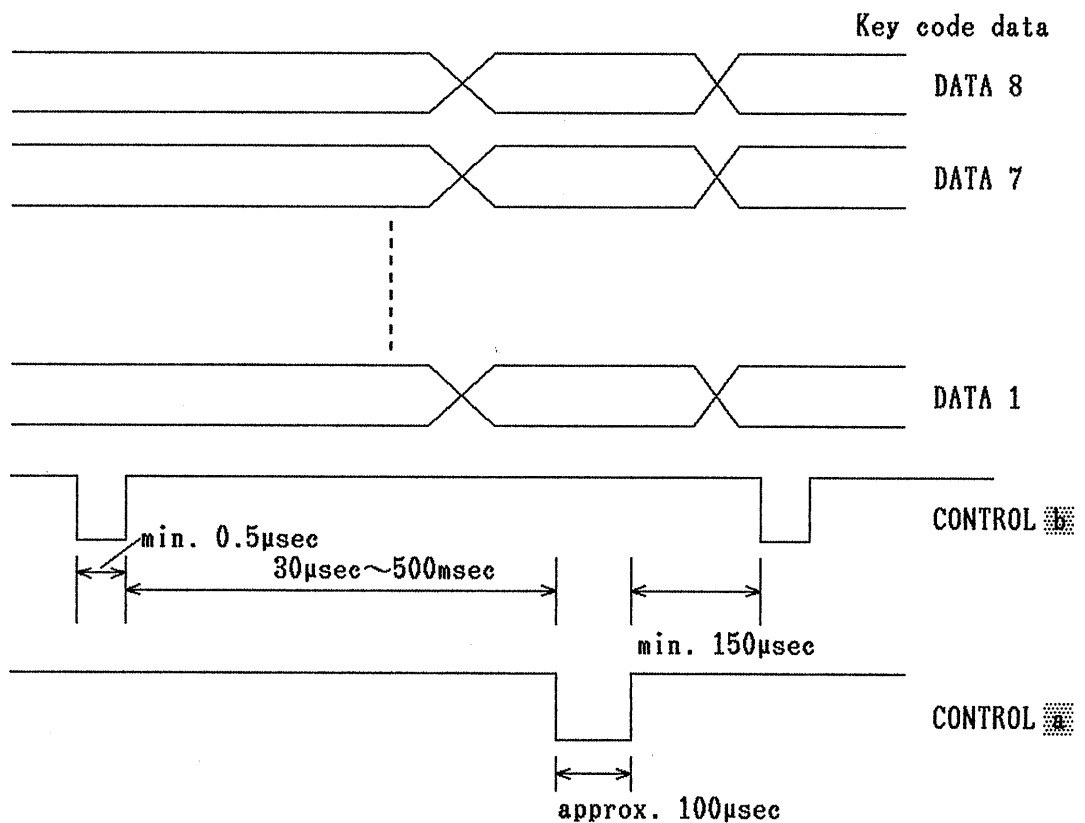 Key code data
DATA 8
DATA 7
DATA 1
CONTROL b
min. 0.5μsec
30μsec～500msec
min. 150μsec
CONTROL a
approx. 100μsec